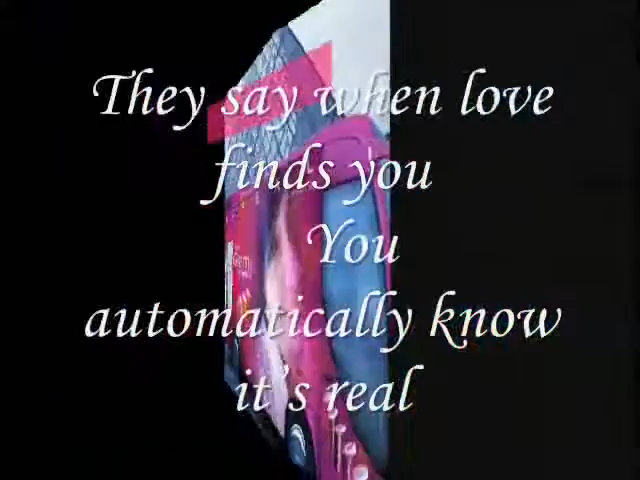 They say when love
finds you
You
automatically know
it's real